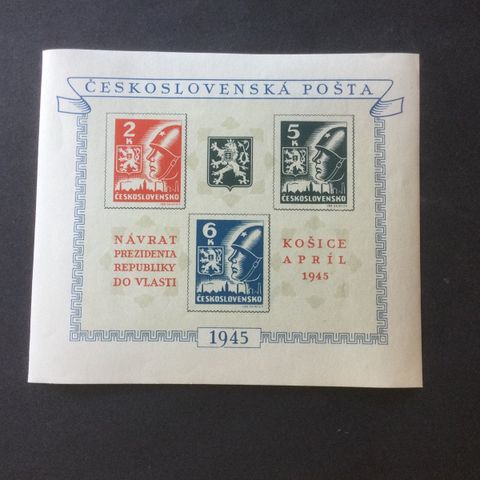 ČESKOSLOVENSKÁ POŠTA
2
K
ČESKOSLOVENSKO
5
K
ČESKOSLOVENSKO
NÁVRAT
PREZIDENTA
REPUBLIKY
DO VLASTI
6
K
ČESKOSLOVENSKO
KOŠICE
APRÍL
1945
1945